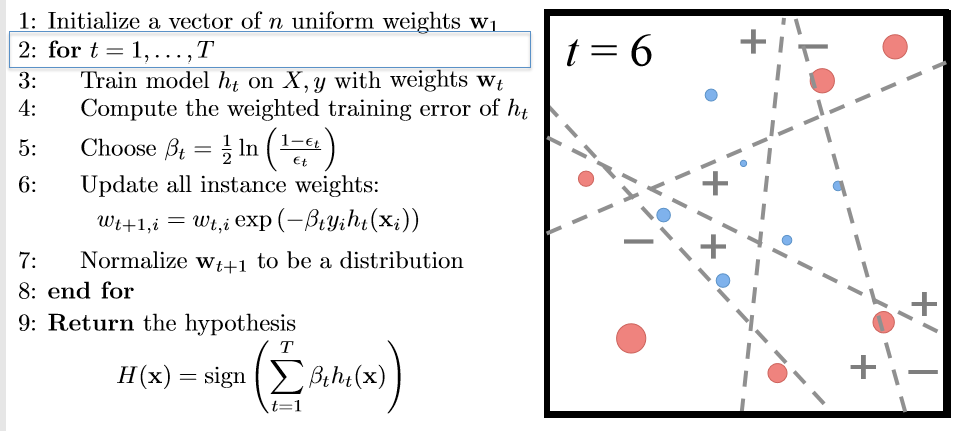 1: Initialize a vector of n uniform weights w₁
2: for t = 1, . . . , T
3: Train model hₜ on X, y with weights wₜ
4: Compute the weighted training error of hₜ
5: Choose βₜ = ½ ln ((1−ϵₜ)/ϵₜ)
6: Update all instance weights:
wₜ₊₁,ᵢ = wₜ,ᵢ exp (−βₜyᵢhₜ(xᵢ))
7: Normalize wₜ₊₁ to be a distribution
8: end for
9: Return the hypothesis
H(x) = sign (∑ₜ₌₁ᵀ βₜhₜ(x))
t = 6
+ −
+
− +
+
+ −